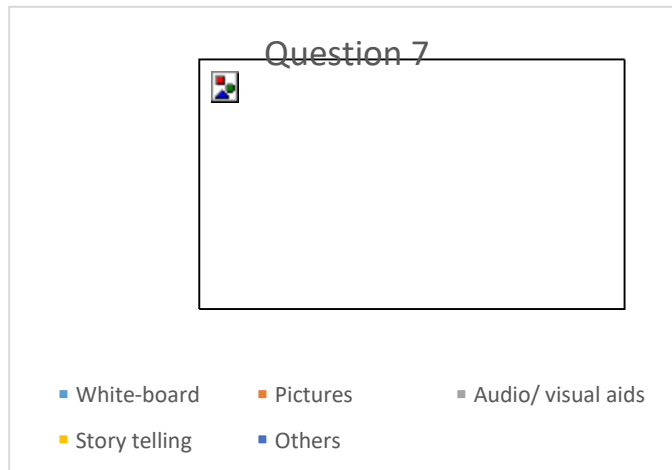 Question 7
White-board Pictures Audio/ visual aids
Story telling Others